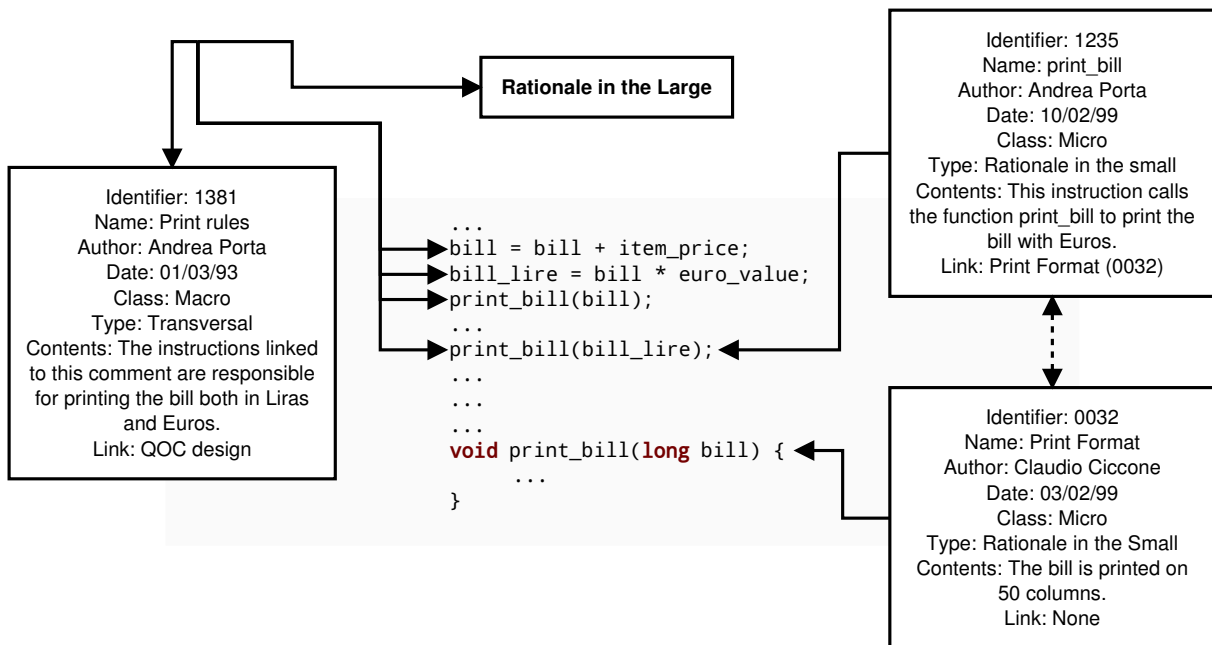 Rationale in the Large
Identifier: 1381
Name: Print rules
Author: Andrea Porta
Date: 01/03/93
Class: Macro
Type: Transversal
Contents: The instructions linked
to this comment are responsible
for printing the bill both in Liras
and Euros.
Link: QOC design
...
bill = bill + item_price;
bill_lire = bill * euro_value;
print_bill(bill);
...
print_bill(bill_lire);
...
...
...
void print_bill(long bill) {
...
}
Identifier: 1235
Name: print_bill
Author: Andrea Porta
Date: 10/02/99
Class: Micro
Type: Rationale in the small
Contents: This instruction calls
the function print_bill to print the
bill with Euros.
Link: Print Format (0032)
Identifier: 0032
Name: Print Format
Author: Claudio Ciccone
Date: 03/02/99
Class: Micro
Type: Rationale in the Small
Contents: The bill is printed on
50 columns.
Link: None